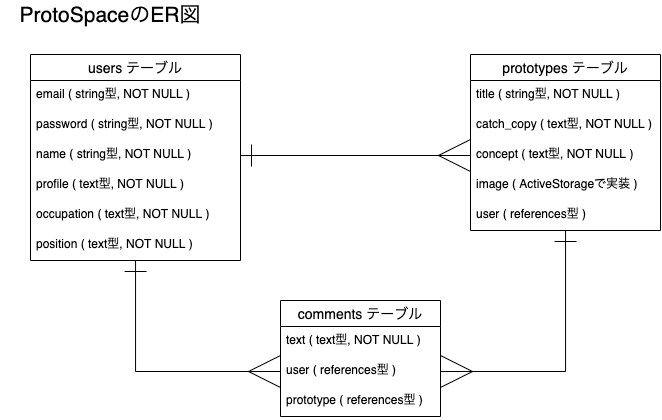 ProtoSpaceのER図
users テーブル
email ( string型, NOT NULL )
password ( string型, NOT NULL )
name ( string型, NOT NULL )
profile ( text型, NOT NULL )
occupation ( text型, NOT NULL )
position ( text型, NOT NULL )
prototypes テーブル
title ( string型, NOT NULL )
catch_copy ( text型, NOT NULL )
concept ( text型, NOT NULL )
image ( ActiveStorageで実装 )
user ( references型 )
comments テーブル
text ( text型, NOT NULL )
user ( references型 )
prototype ( references型 )